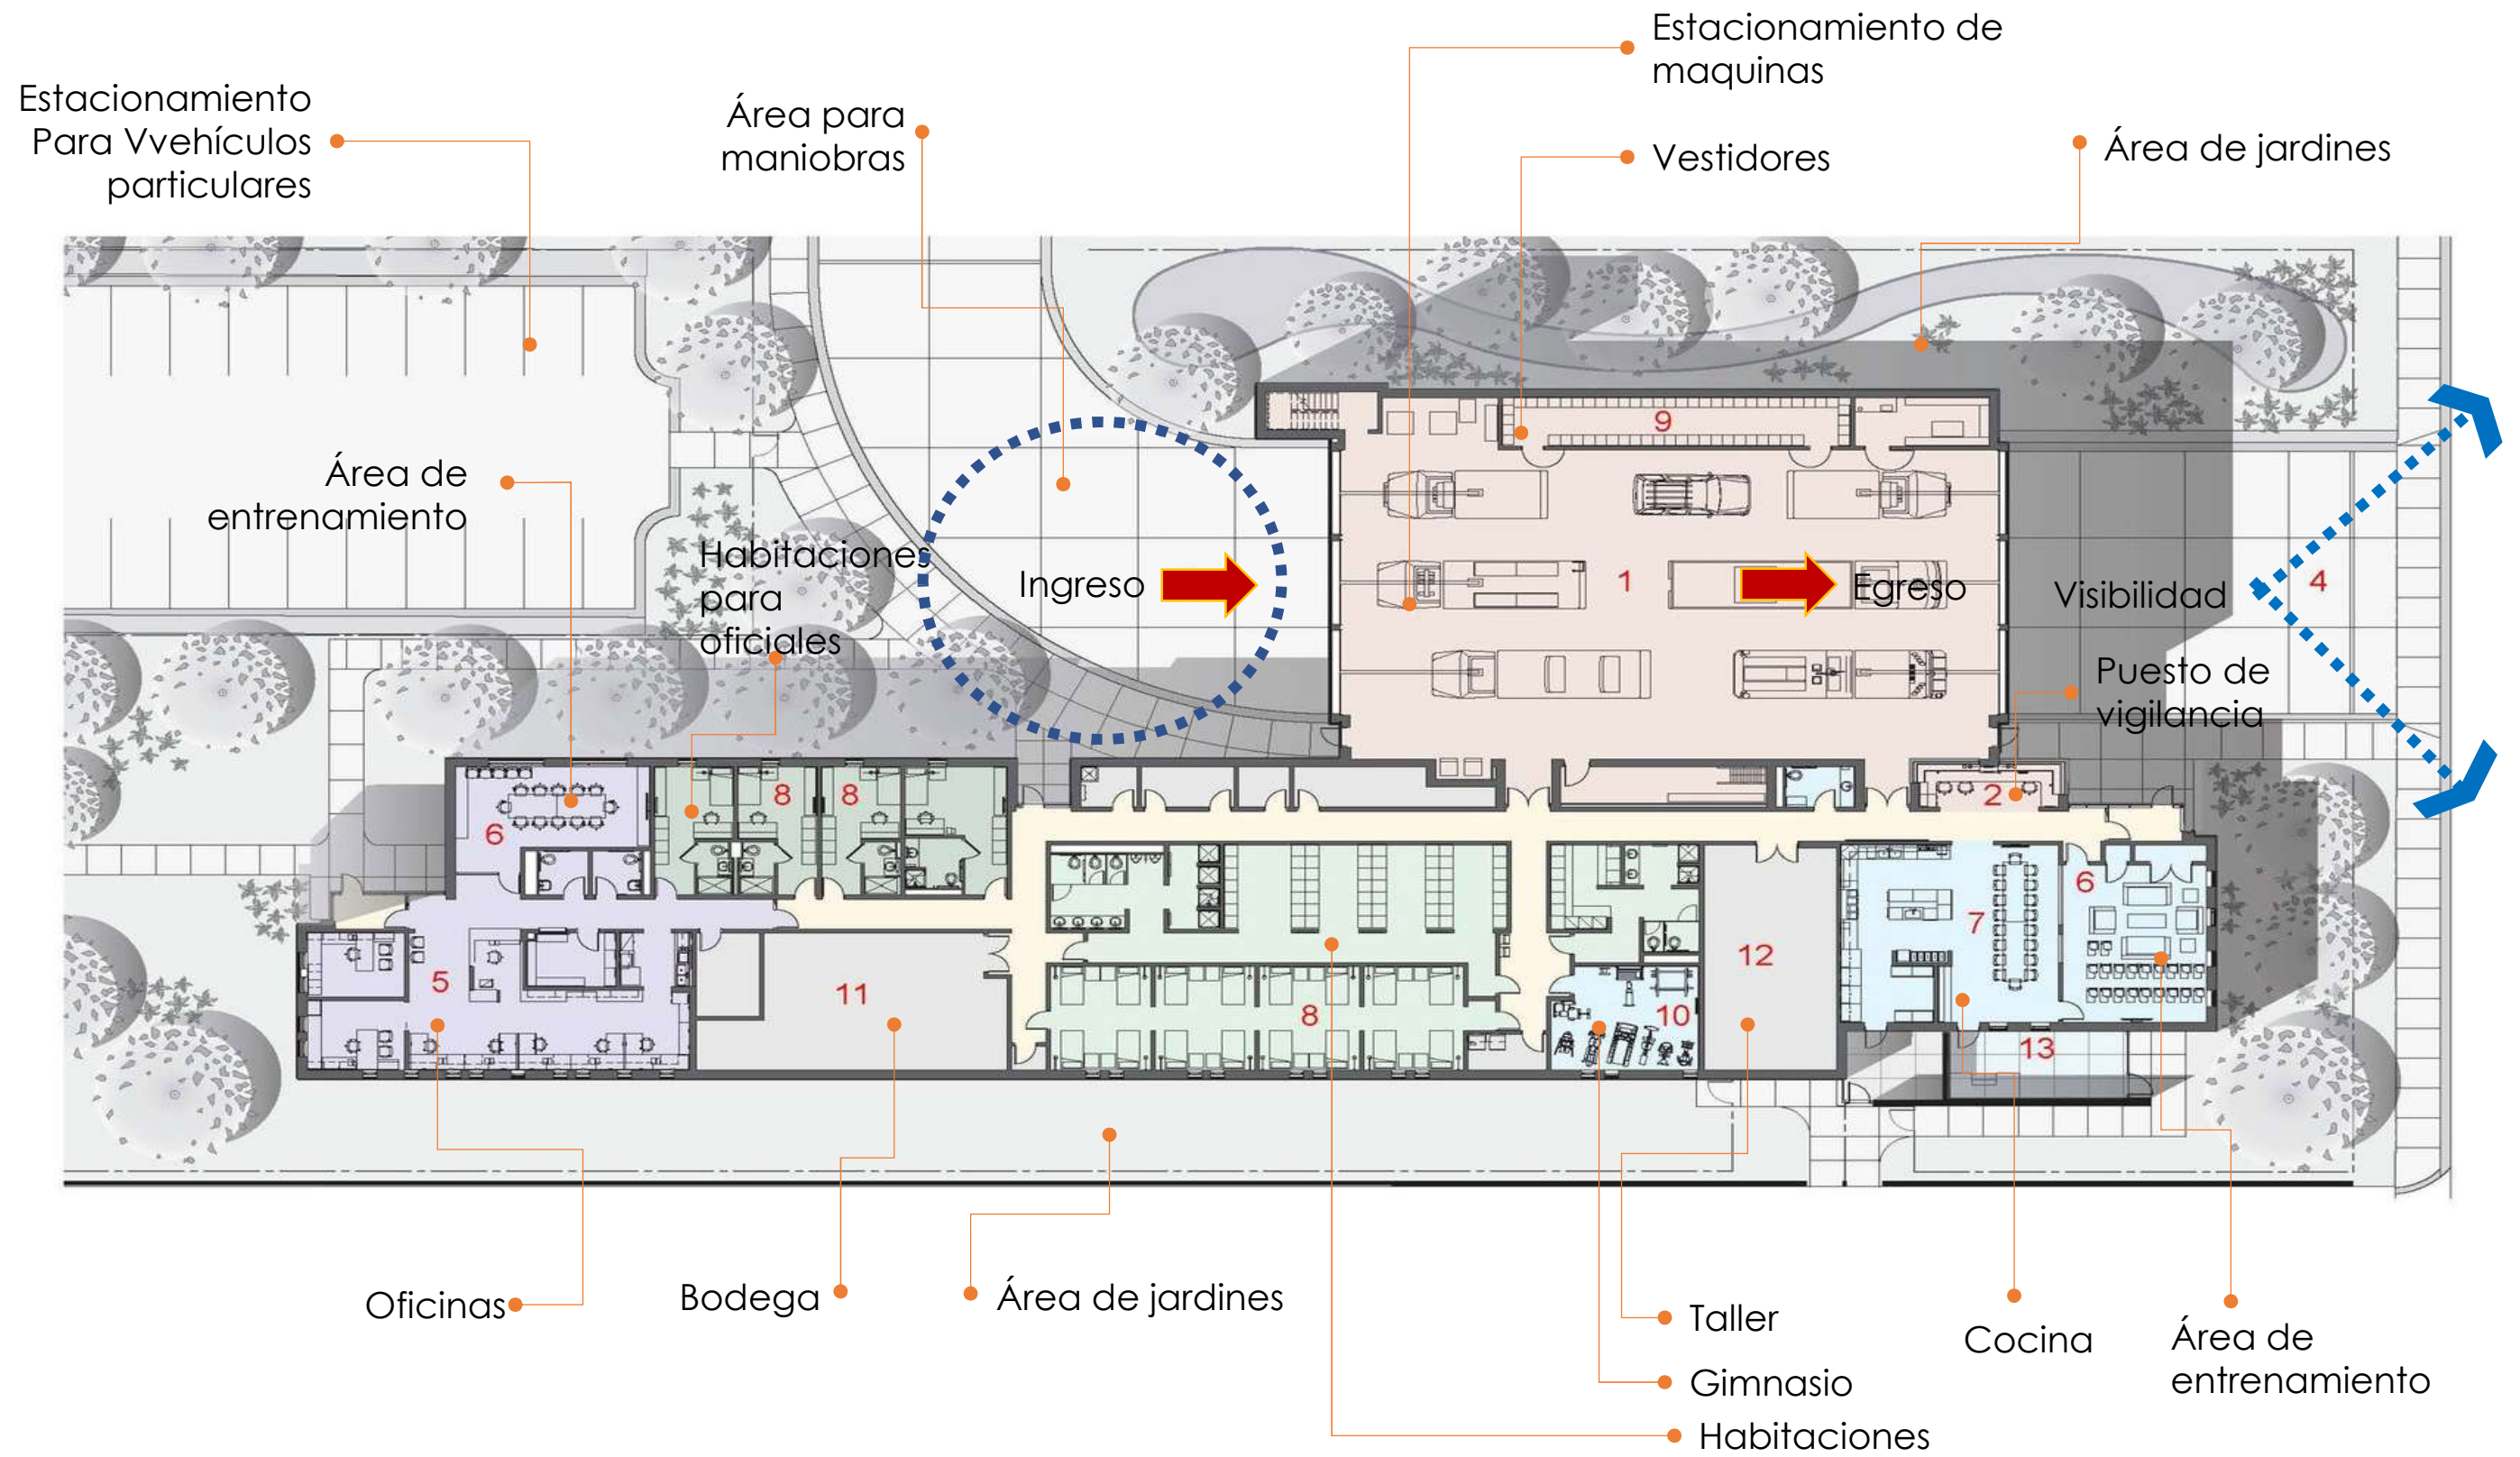 Estacionamiento de
maquinas
Estacionamiento
Para Vvehículos
particulares
Área para
maniobras
Vestidores
Área de jardines
9
Área de
entrenamiento
Habitaciones
para
oficiales
Ingreso
1
Egreso
Visibilidad
4
Puesto de
vigilancia
8
8
2
6
6
7
5
12
11
8
10
13
Oficinas
Bodega
Área de jardines
Taller
Cocina
Área de
entrenamiento
Gimnasio
Habitaciones